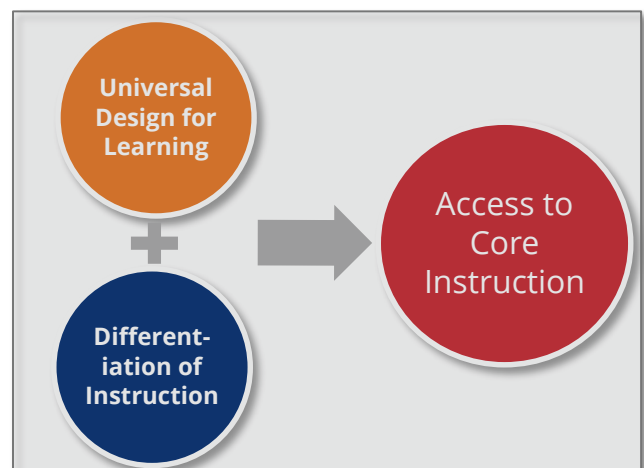 Universal
Design for
Learning
Different-
iation of
Instruction
Access to
Core
Instruction